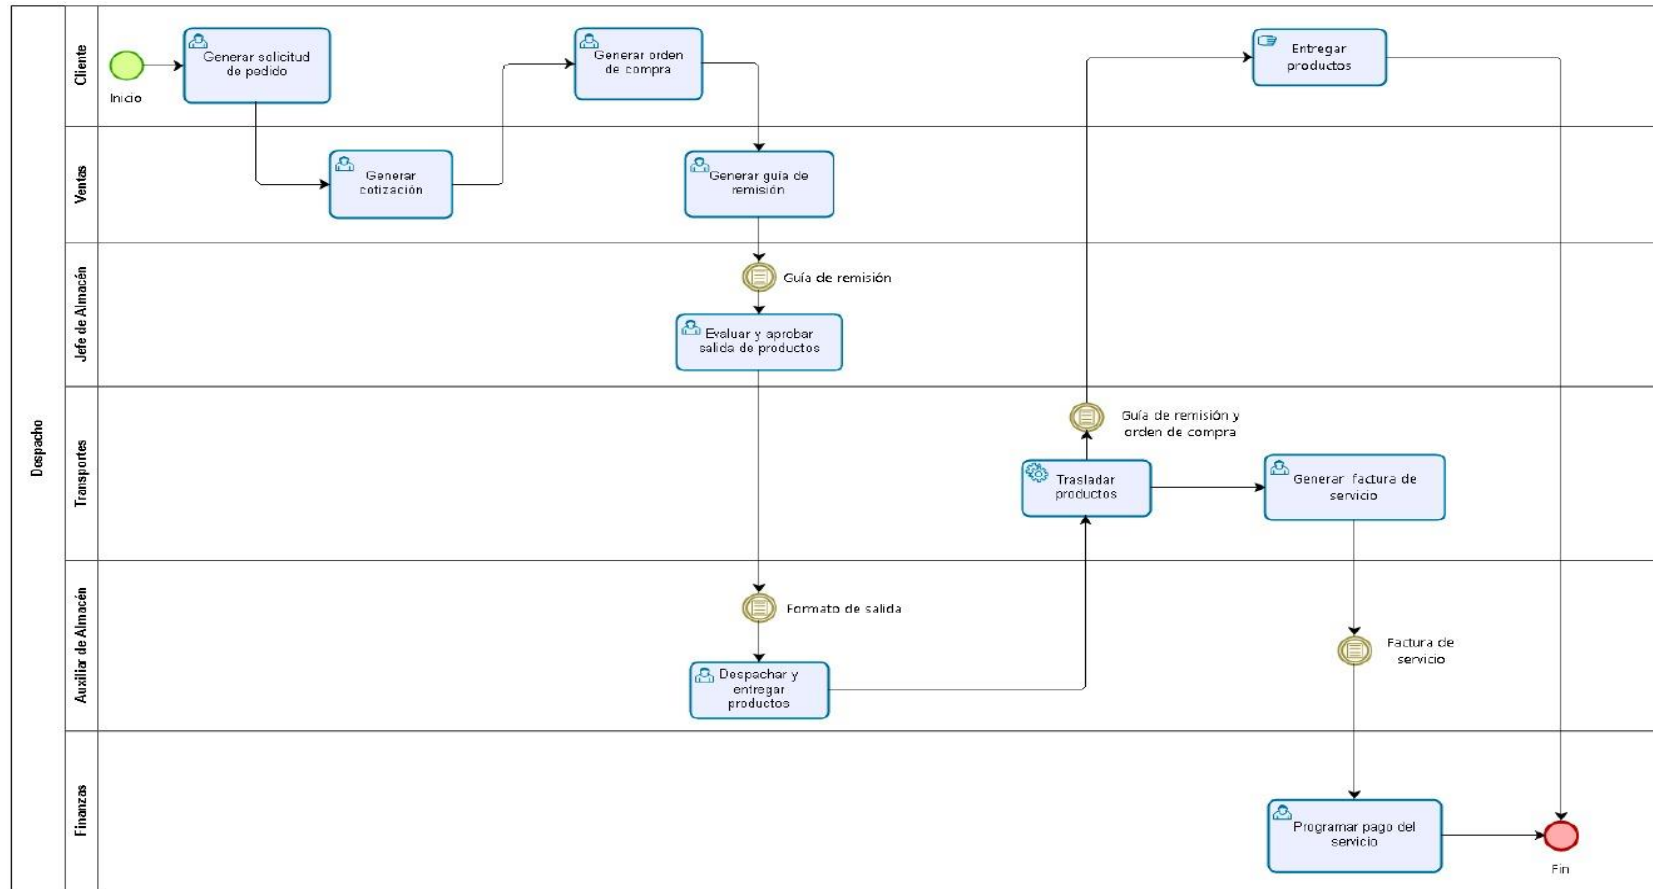 Despacho
Cliente
Inicio
Generar solicitud
de pedido
Generar orden
de compra
Entregar
productos
Ventas
Generar
cotización
Generar guía de
remisión
Jefe de Almacén
Guía de remisión
Evaluar y aprobar
salida de productos
Transportes
Guía de remisión y
orden de compra
Trasladar
productos
Generar factura de
servicio
Auxiliar de Almacén
Formato de salida
Despachar y
entregar
productos
Factura de
servicio
Finanzas
Programar pago del
servicio
Fin